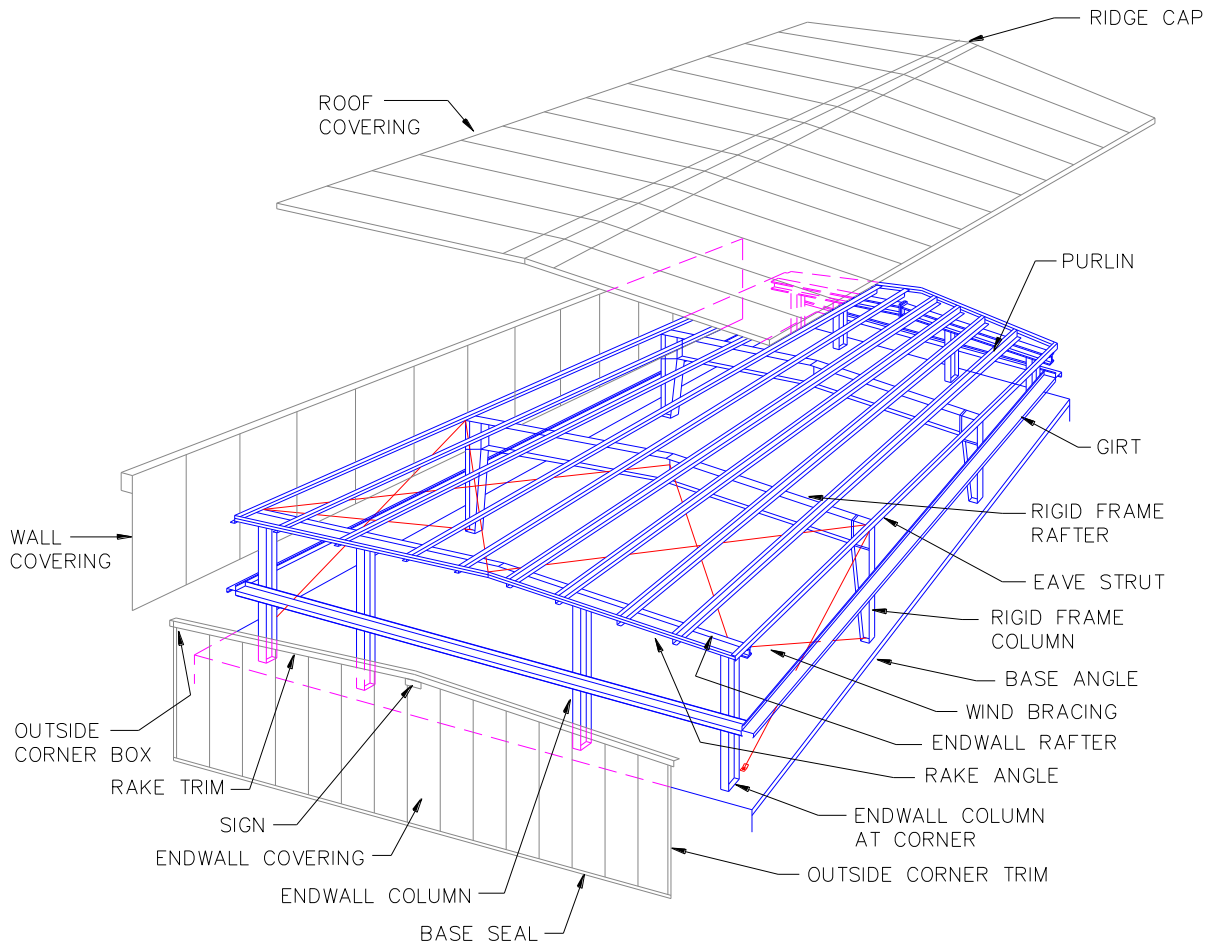 RIDGE CAP
ROOF
COVERING
PURLIN
GIRT
RIGID FRAME
RAFTER
WALL
COVERING
EAVE STRUT
RIGID FRAME
COLUMN
BASE ANGLE
WIND BRACING
OUTSIDE
CORNER BOX
ENDWALL RAFTER
RAKE ANGLE
RAKE TRIM
ENDWALL COLUMN
AT CORNER
SIGN
ENDWALL COVERING
OUTSIDE CORNER TRIM
ENDWALL COLUMN
BASE SEAL